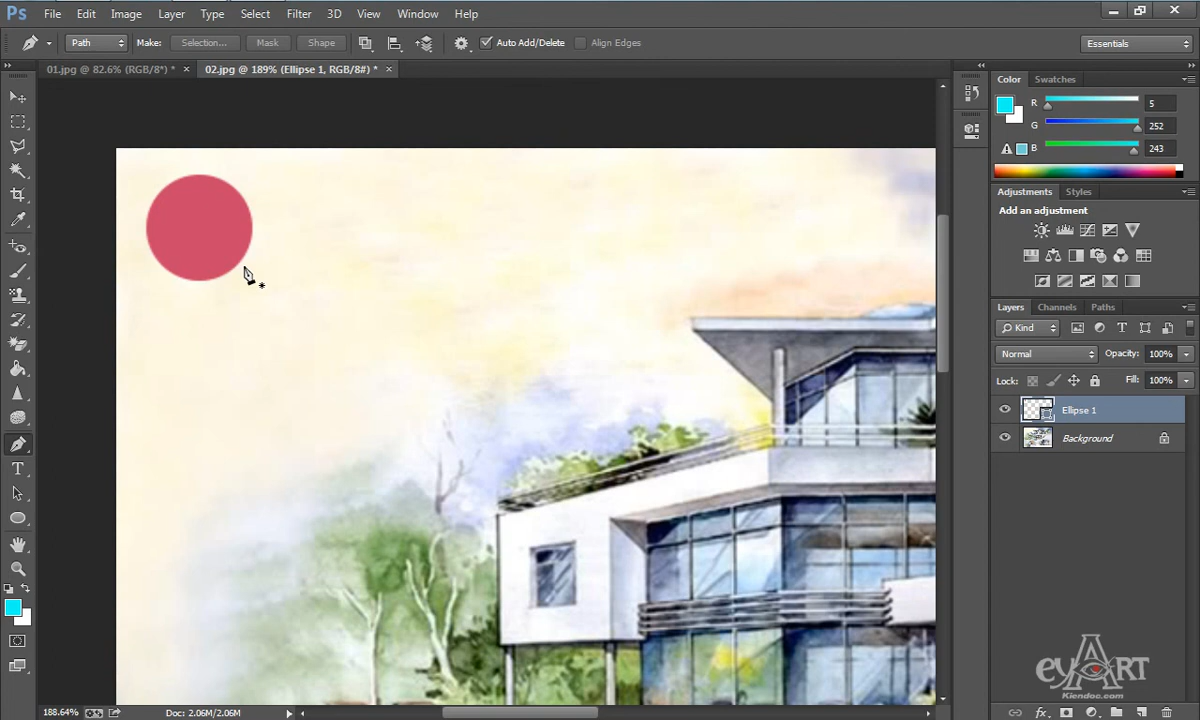 Ps File Edit Image Layer Type Select Filter 3D View Window Help
Path Make: Selection... Mask Shape Auto Add/Delete Align Edges Essentials
01.jpg @ 82.6% (RGB/8*) * × 02.jpg @ 189% (Ellipse 1, RGB/8#) * ×
Color Swatches
R 5
G 252
B 243
Adjustments Styles
Add an adjustment
Layers Channels Paths
Kind
Normal Opacity: 100%
Lock: Fill: 100%
Ellipse 1
Background
eyArt
Kiendoc.com
188.64% Doc: 2.06M/2.06M